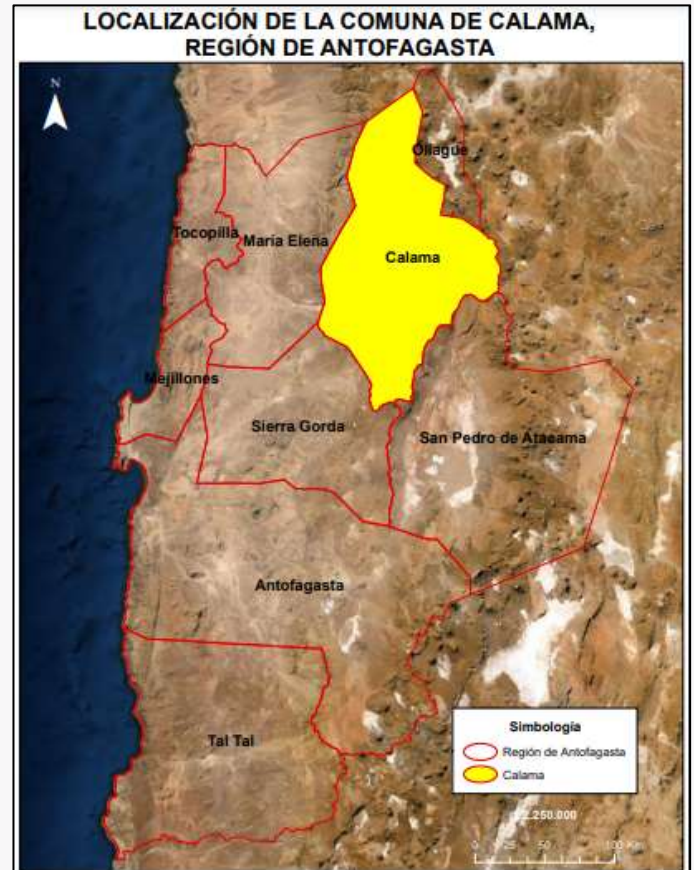 LOCALIZACIÓN DE LA COMUNA DE CALAMA,
REGIÓN DE ANTOFAGASTA
N
Ollagüe
Tocopilla
María Elena
Calama
Mejillones
Sierra Gorda
San Pedro de Atacama
Antofagasta
Tal Tal
Simbología
Región de Antofagasta
Calama
1:2.250.000
0 25 50 100 Km